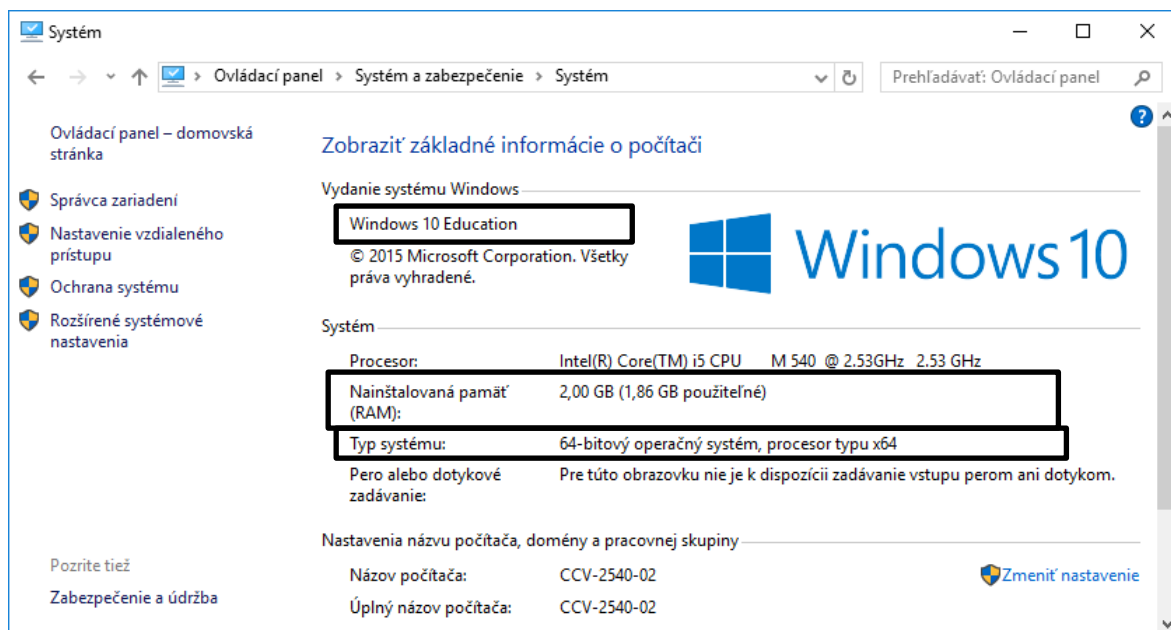 Systém
Ovládací panel > Systém a zabezpečenie > Systém
Prehľadávať: Ovládací panel
Ovládací panel – domovská
stránka
Správca zariadení
Nastavenie vzdialeného
prístupu
Ochrana systému
Rozšírené systémové
nastavenia
Pozrite tiež
Zabezpečenie a údržba
Zobraziť základné informácie o počítači
Vydanie systému Windows
Windows 10 Education
© 2015 Microsoft Corporation. Všetky
práva vyhradené.
Windows 10
Systém
Procesor: Intel(R) Core(TM) i5 CPU M 540 @ 2.53GHz 2.53 GHz
Nainštalovaná pamäť 2,00 GB (1,86 GB použiteľné)
(RAM):
Typ systému: 64-bitový operačný systém, procesor typu x64
Pero alebo dotykové Pre túto obrazovku nie je k dispozícii zadávanie vstupu perom ani dotykom.
zadávanie:
Nastavenia názvu počítača, domény a pracovnej skupiny
Názov počítača: CCV-2540-02
Zmeniť nastavenie
Úplný názov počítača: CCV-2540-02